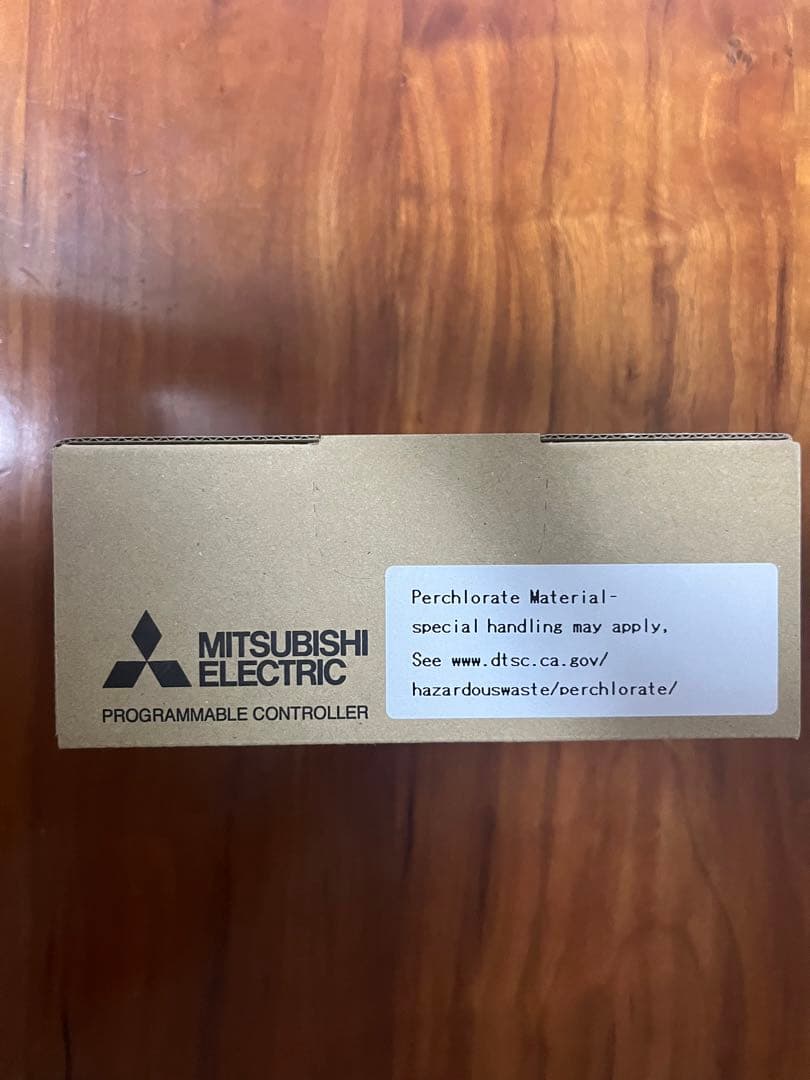 MITSUBISHI
ELECTRIC
PROGRAMMABLE CONTROLLER
Perchlorate Material-
special handling may apply,
See www.dtsc.ca.gov/
hazardouswaste/perchlorate/